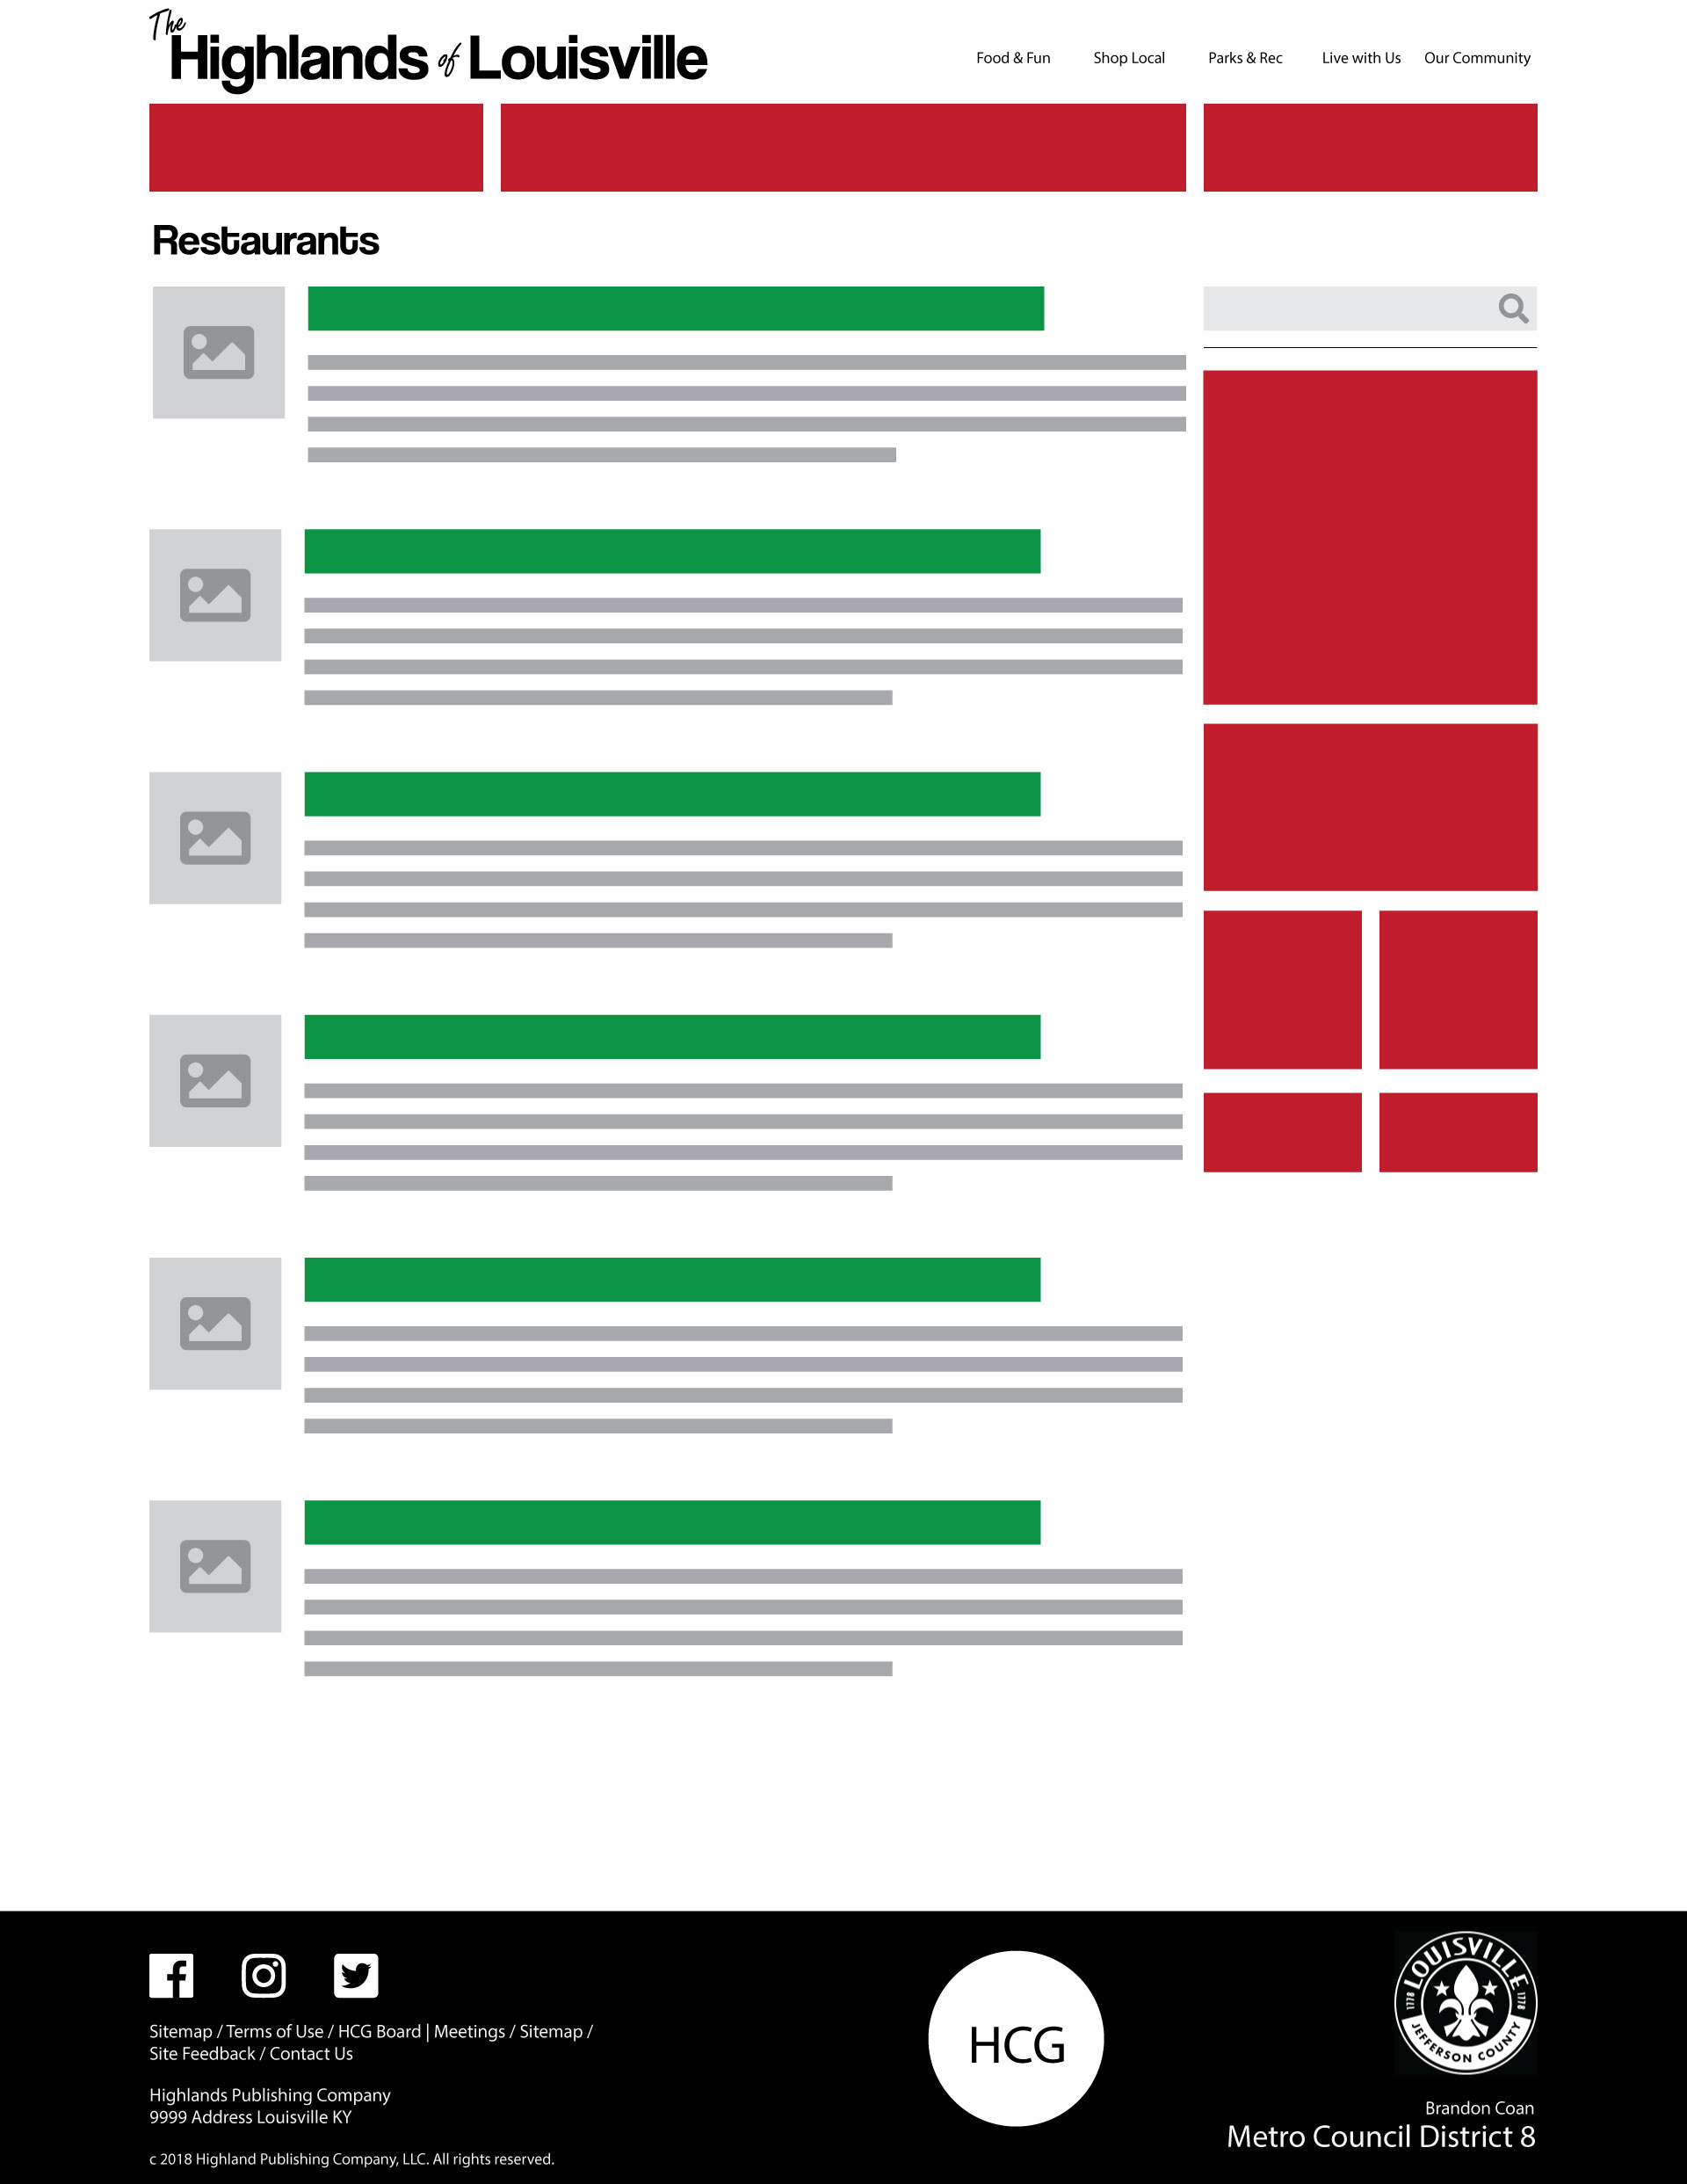 The
Highlands of Louisville
Food & Fun Shop Local Parks & Rec Live with Us Our Community
Restaurants
Sitemap / Terms of Use / HCG Board | Meetings / Sitemap /
Site Feedback / Contact Us
Highlands Publishing Company
9999 Address Louisville KY
c 2018 Highland Publishing Company, LLC. All rights reserved.
HCG
LOUISVILLE
1778 1778
JEFFERSON COUNTY
Brandon Coan
Metro Council District 8